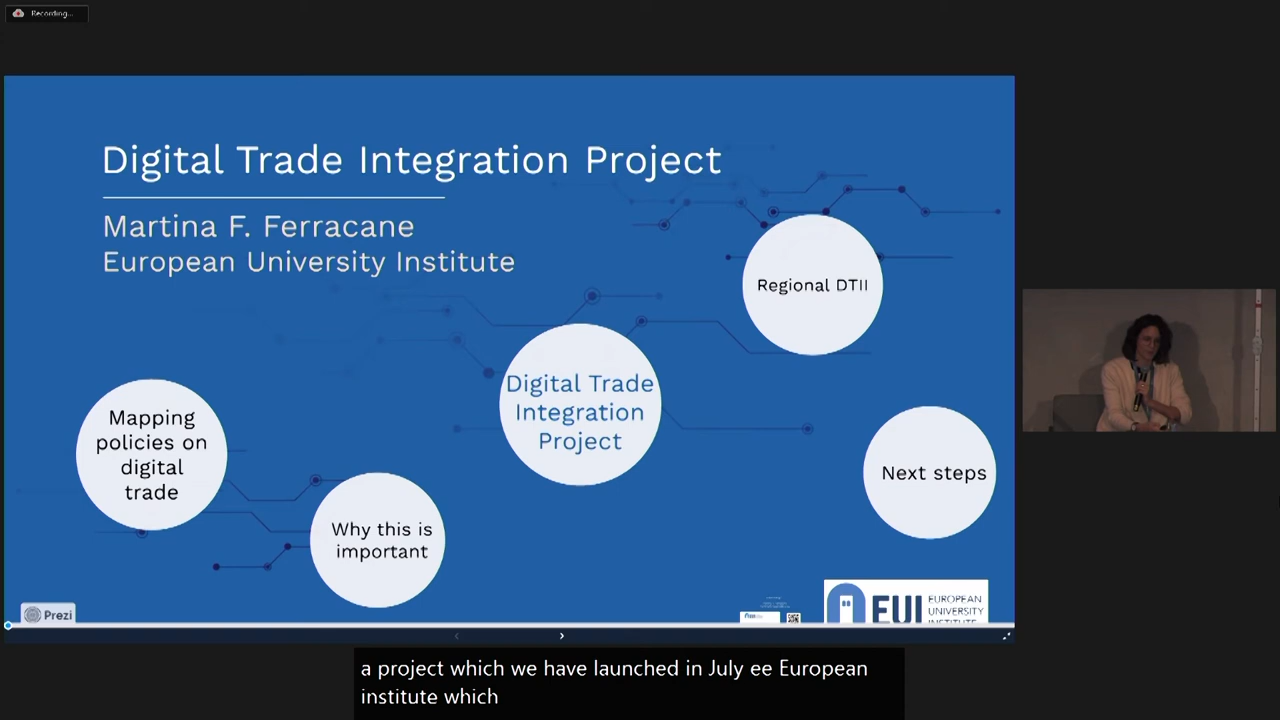 Recording...
Digital Trade Integration Project
Martina F. Ferracane
European University Institute
Regional DTII
Digital Trade
Integration
Project
Mapping
policies on
digital
trade
Next steps
Why this is
important
Prezi
EUI
EUROPEAN
UNIVERSITY
INSTITUTE
a project which we have launched in July ee European
institute which